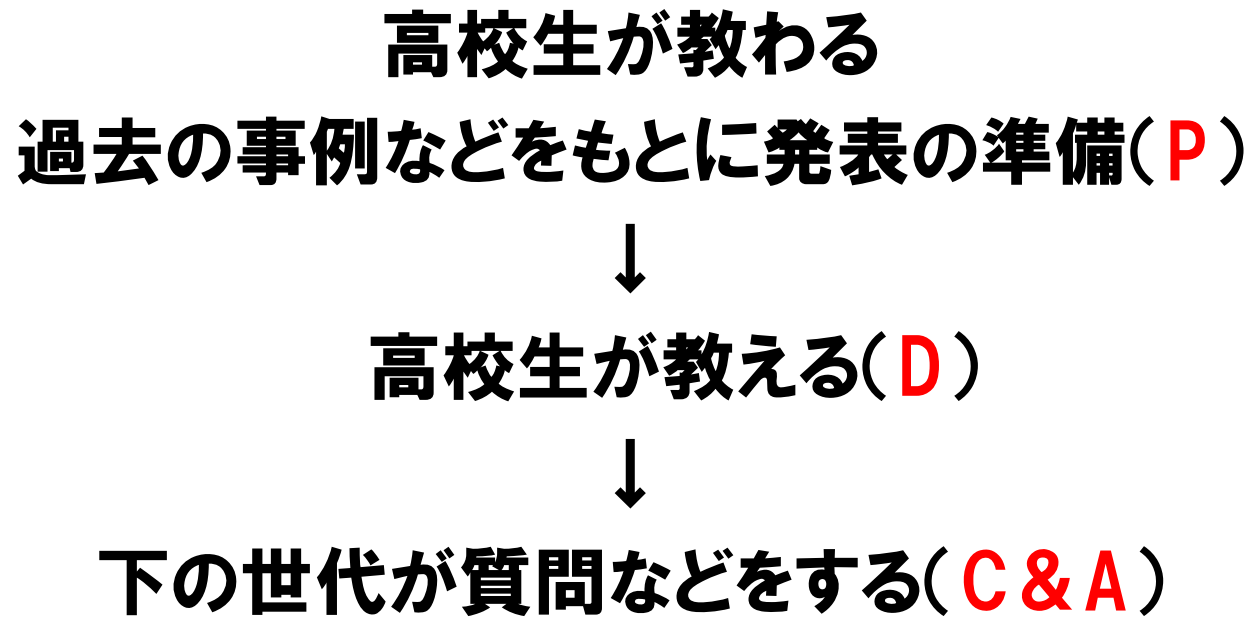 高校生が教わる
過去の事例などをもとに発表の準備(P)
↓
高校生が教える(D)
↓
下の世代が質問などをする(C&A)